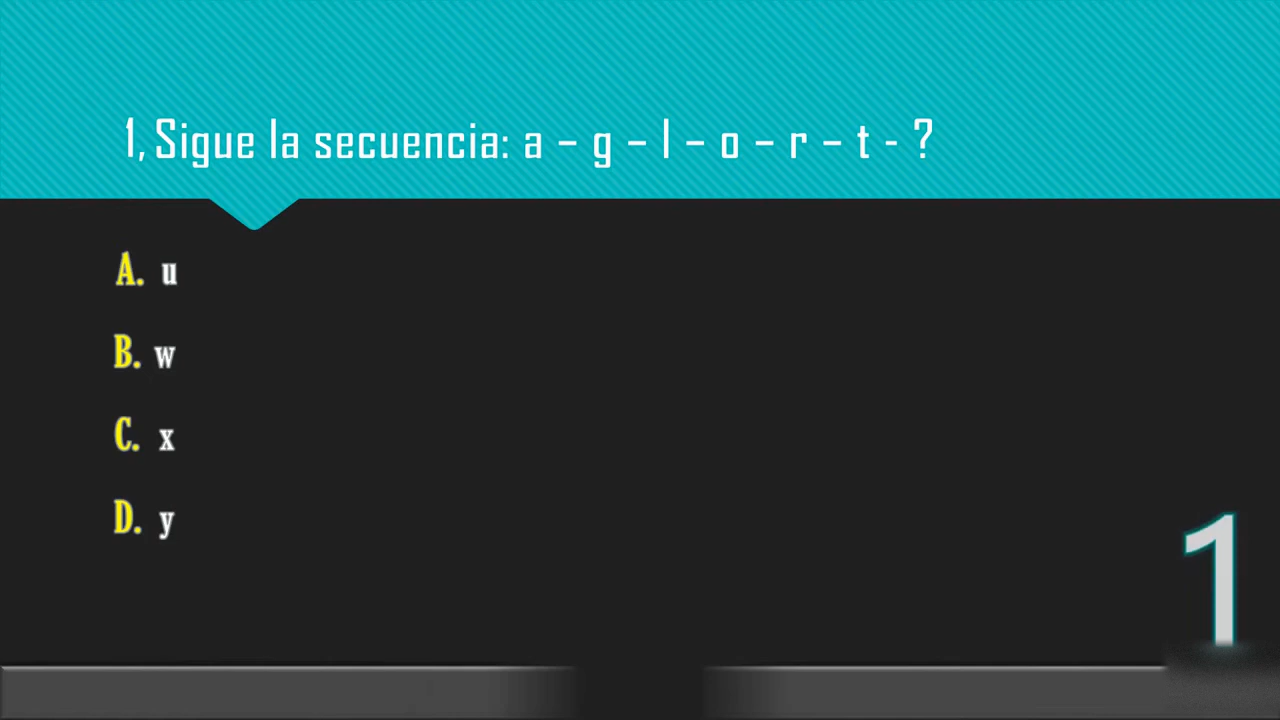 1, Sigue la secuencia: a – g – l – o – r – t - ?
A. u
B. w
C. x
D. y
1